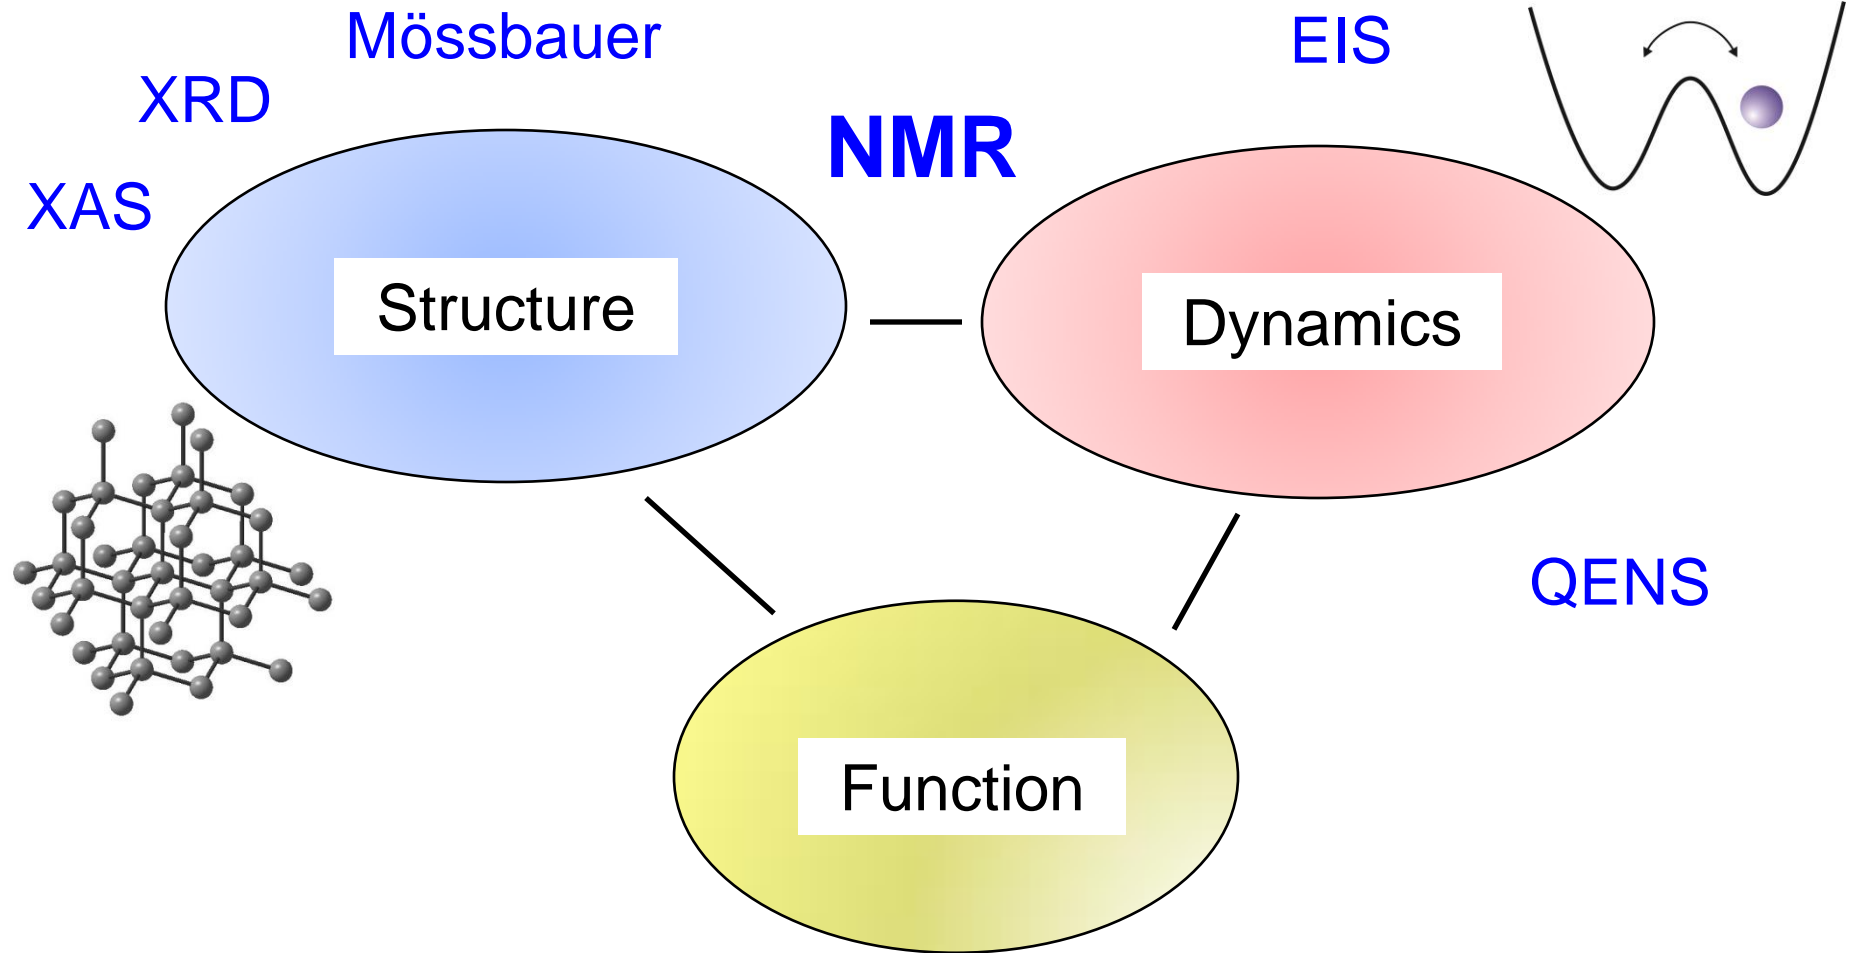 Mössbauer
EIS
XRD
NMR
XAS
Structure
Dynamics
QENS
Function